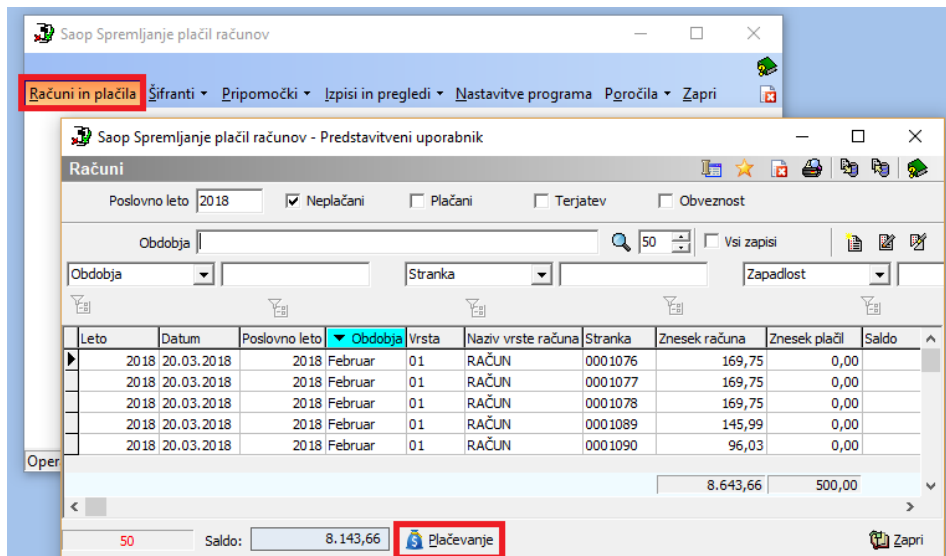 Saop Spremljanje plačil računov
Računi in plačila Šifranti Pripomočki Izpisi in pregledi Nastavitve programa Poročila Zapri
Saop Spremljanje plačil računov - Predstavitveni uporabnik
Računi
Poslovno leto 2018 Neplačani Plačani Terjatev Obveznost
Obdobja 50 Vsi zapisi
Obdobja Stranka Zapadlost
Leto Datum Poslovno leto Obdobja Vrsta Naziv vrste računa Stranka Znesek računa Znesek plačil Saldo
2018 20.03.2018 2018 Februar 01 RAČUN 0001076 169,75 0,00
2018 20.03.2018 2018 Februar 01 RAČUN 0001077 169,75 0,00
2018 20.03.2018 2018 Februar 01 RAČUN 0001078 169,75 0,00
2018 20.03.2018 2018 Februar 01 RAČUN 0001089 145,99 0,00
2018 20.03.2018 2018 Februar 01 RAČUN 0001090 96,03 0,00
Oper
8.643,66 500,00
50 Saldo: 8.143,66 Plačevanje Zapri